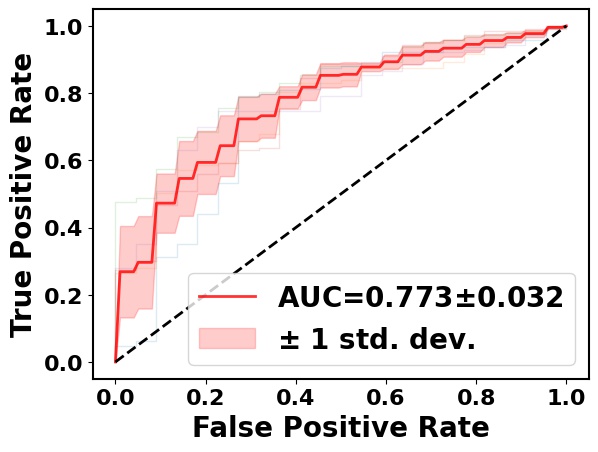 1.0
0.8
0.6
0.4
0.2
0.0
True Positive Rate
AUC=0.773±0.032
± 1 std. dev.
0.0 0.2 0.4 0.6 0.8 1.0
False Positive Rate